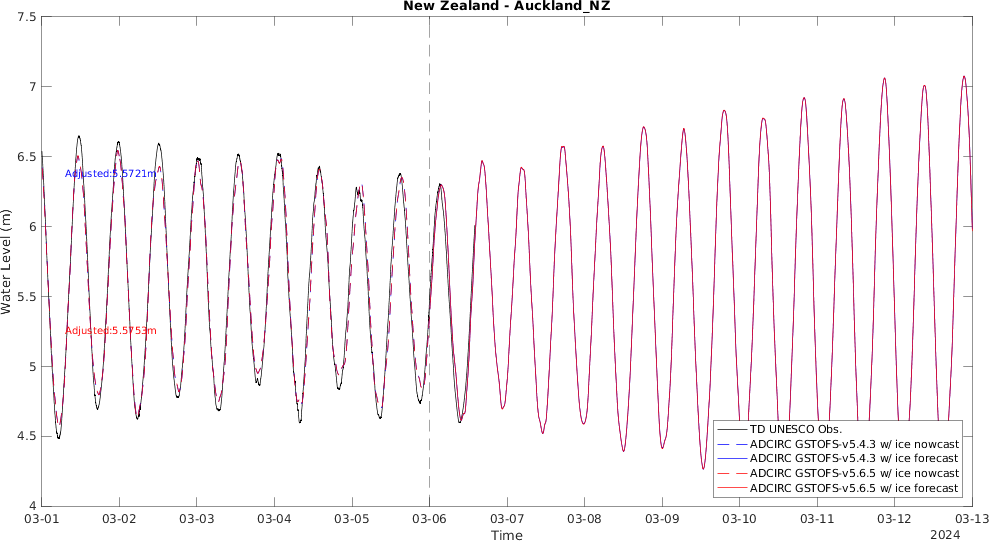 New Zealand - Auckland_NZ
7.5
7
6.5
6
5.5
5
4.5
4
Water Level (m)
Adjusted:5.5721m
Adjusted:5.5753m
TD UNESCO Obs.
ADCIRC GSTOFS-v5.4.3 w/ ice nowcast
ADCIRC GSTOFS-v5.4.3 w/ ice forecast
ADCIRC GSTOFS-v5.6.5 w/ ice nowcast
ADCIRC GSTOFS-v5.6.5 w/ ice forecast
03-01 03-02 03-03 03-04 03-05 03-06 03-07 03-08 03-09 03-10 03-11 03-12 03-13
Time
2024